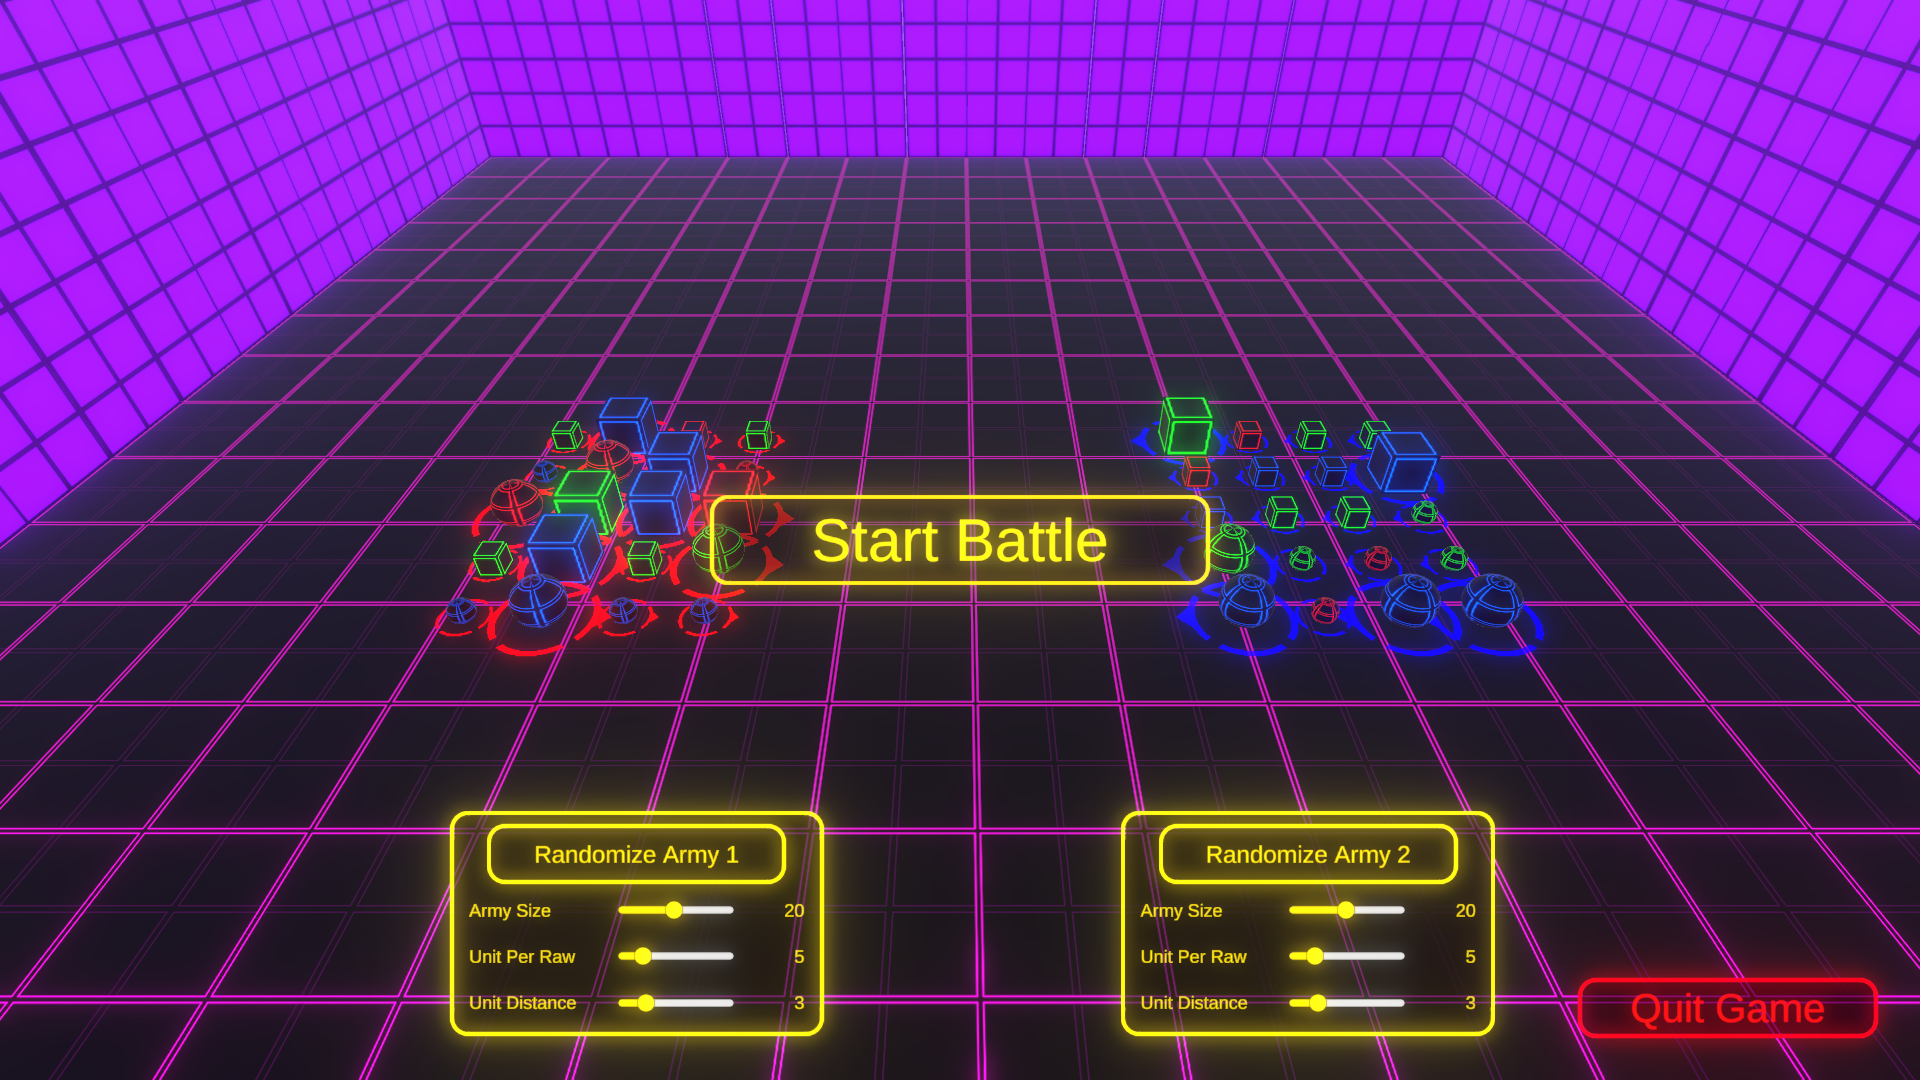 Start Battle
Randomize Army 1
Army Size 20
Unit Per Raw 5
Unit Distance 3
Randomize Army 2
Army Size 20
Unit Per Raw 5
Unit Distance 3
Quit Game